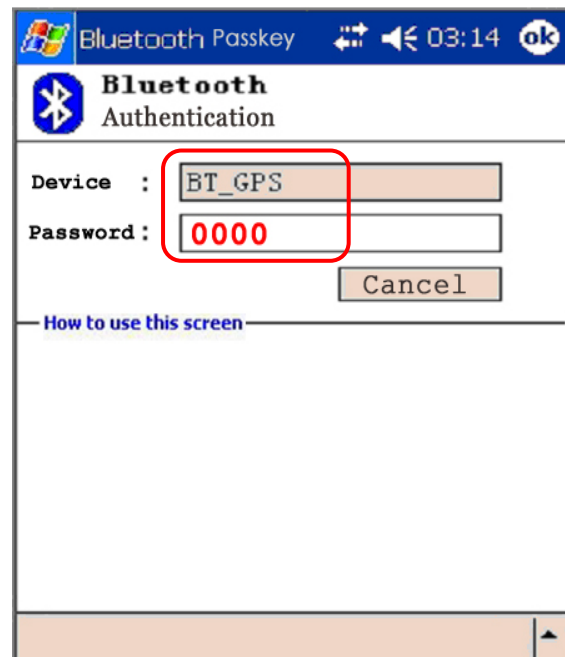 Bluetooth Passkey 03:14 ok
Bluetooth
Authentication
Device : BT_GPS
Password : 0000
Cancel
How to use this screen